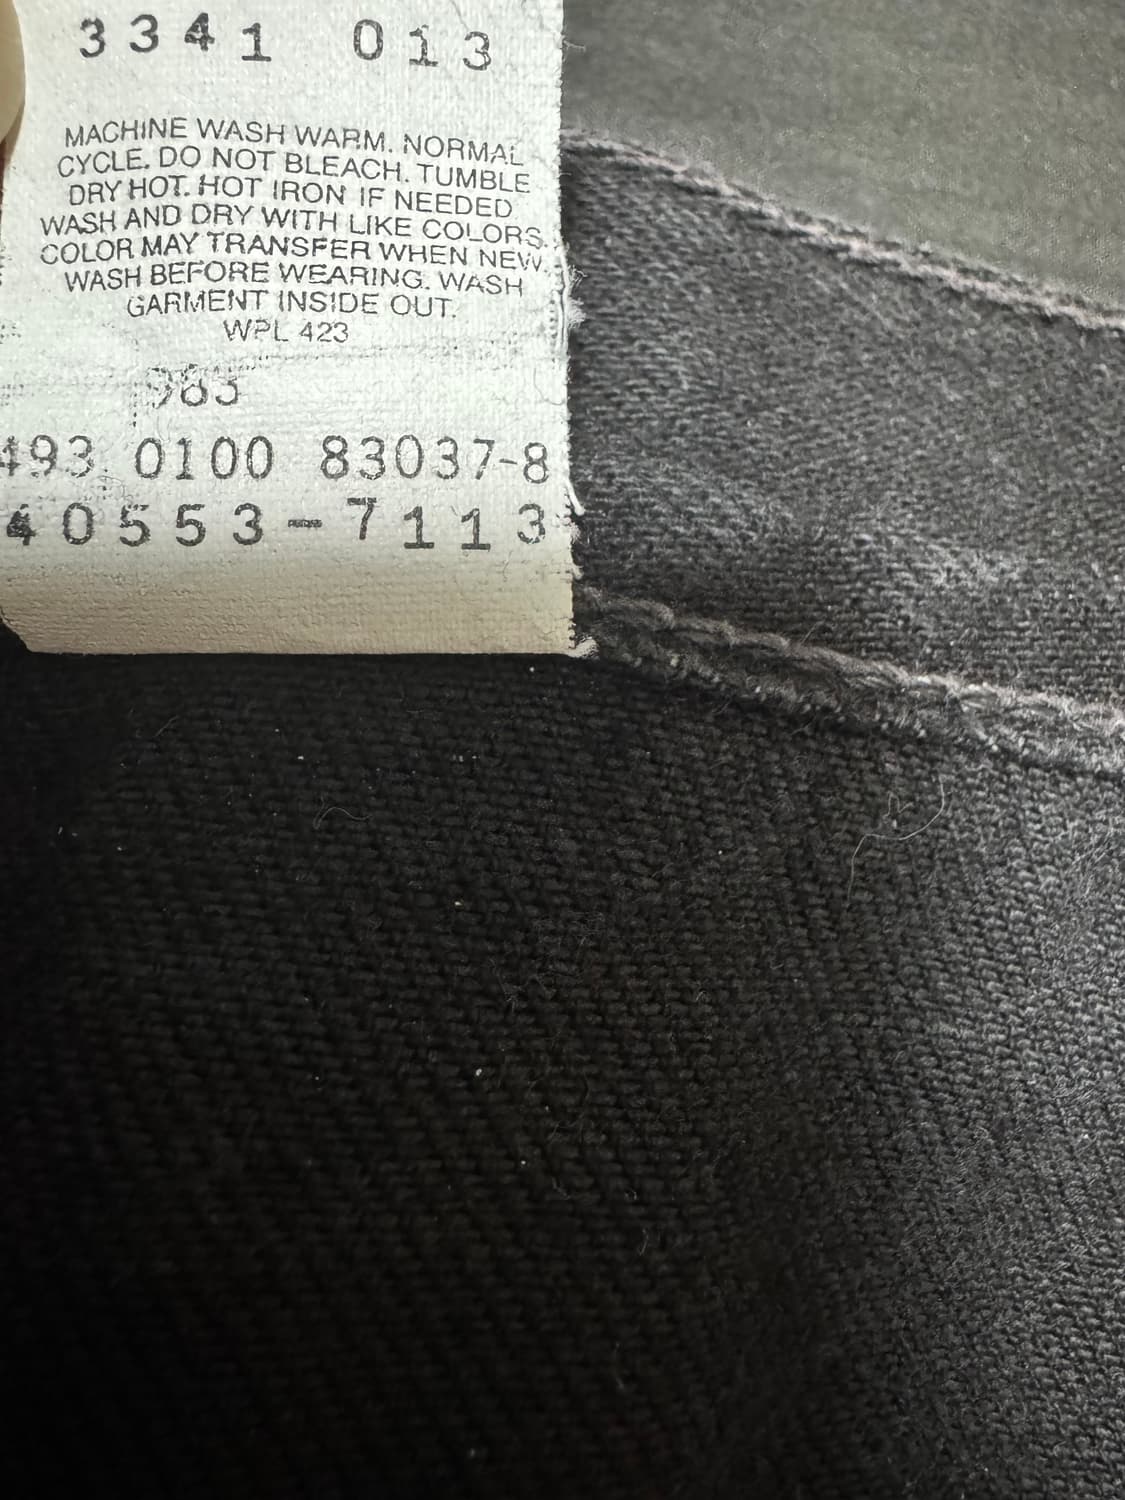 3341 013
MACHINE WASH WARM. NORMAL
CYCLE. DO NOT BLEACH. TUMBLE
DRY HOT. HOT IRON IF NEEDED
WASH AND DRY WITH LIKE COLORS.
COLOR MAY TRANSFER WHEN NEW.
WASH BEFORE WEARING. WASH
GARMENT INSIDE OUT.
WPL 423
493 0100 83037-8
40553-7113